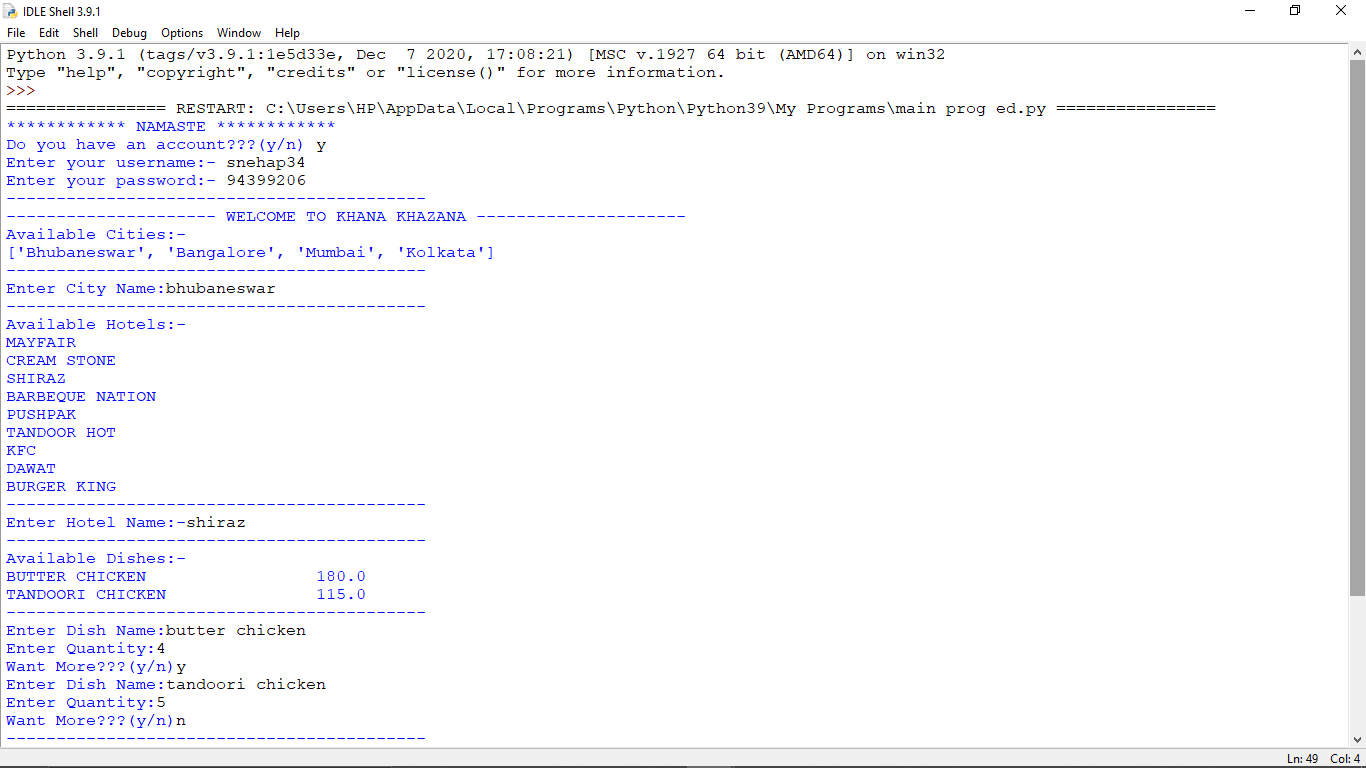 IDLE Shell 3.9.1
File Edit Shell Debug Options Window Help
Python 3.9.1 (tags/v3.9.1:1e5d33e, Dec  7 2020, 17:08:21) [MSC v.1927 64 bit (AMD64)] on win32
Type "help", "copyright", "credits" or "license()" for more information.
>>>
================ RESTART: C:\Users\HP\AppData\Local\Programs\Python\Python39\My Programs\main prog ed.py ================
************ NAMASTE ************
Do you have an account???(y/n) y
Enter your username:- snehap34
Enter your password:- 94399206
------------------------------------------
--------------------- WELCOME TO KHANA KHAZANA ---------------------
Available Cities:-
['Bhubaneswar', 'Bangalore', 'Mumbai', 'Kolkata']
------------------------------------------
Enter City Name:bhubaneswar
------------------------------------------
Available Hotels:-
MAYFAIR
CREAM STONE
SHIRAZ
BARBEQUE NATION
PUSHPAK
TANDOOR HOT
KFC
DAWAT
BURGER KING
------------------------------------------
Enter Hotel Name:-shiraz
------------------------------------------
Available Dishes:-
BUTTER CHICKEN                 180.0
TANDOORI CHICKEN               115.0
------------------------------------------
Enter Dish Name:butter chicken
Enter Quantity:4
Want More???(y/n)y
Enter Dish Name:tandoori chicken
Enter Quantity:5
Want More???(y/n)n
------------------------------------------
Ln: 49 Col: 4